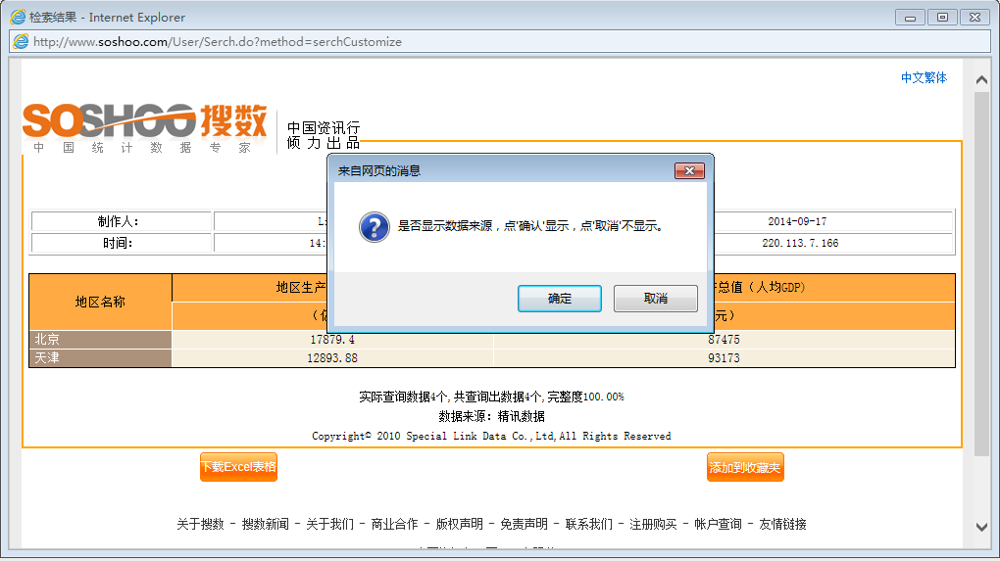 检索结果 - Internet Explorer
http://www.soshoo.com/User/Serch.do?method=serchCustomize
中文繁体
SOSHOO 搜数
中国资讯行
中 国 统 计 数 据 专 家
倾 力 出 品
来自网页的消息
是否显示数据来源，点'确认'显示，点'取消'不显示。
确定 取消
制作人: 2014-09-17
时间: 14: 220.113.7.166
地区名称 地区生产 总值（人均GDP)
元）
北京 17879.4 87475
天津 12893.88 93173
实际查询数据4个,共查询出数据4个,完整度100.00%
数据来源: 精讯数据
Copyright© 2010 Special Link Data Co.,Ltd,All Rights Reserved
下载Excel表格 添加到收藏夹
关于搜数 - 搜数新闻 - 关于我们 - 商业合作 - 版权声明 - 免责声明 - 联系我们 - 注册购买 - 帐户查询 - 友情链接